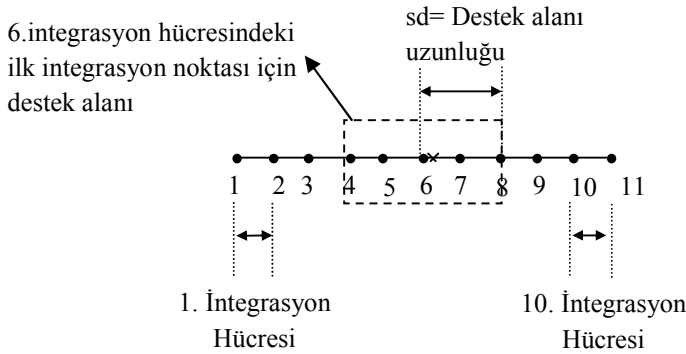 6.integrasyon hücresindeki
ilk integrasyon noktası için
destek alanı
sd= Destek alanı
uzunluğu
1 2 3 4 5 6 7 8 9 10 11
1. İntegrasyon
Hücresi
10. İntegrasyon
Hücresi